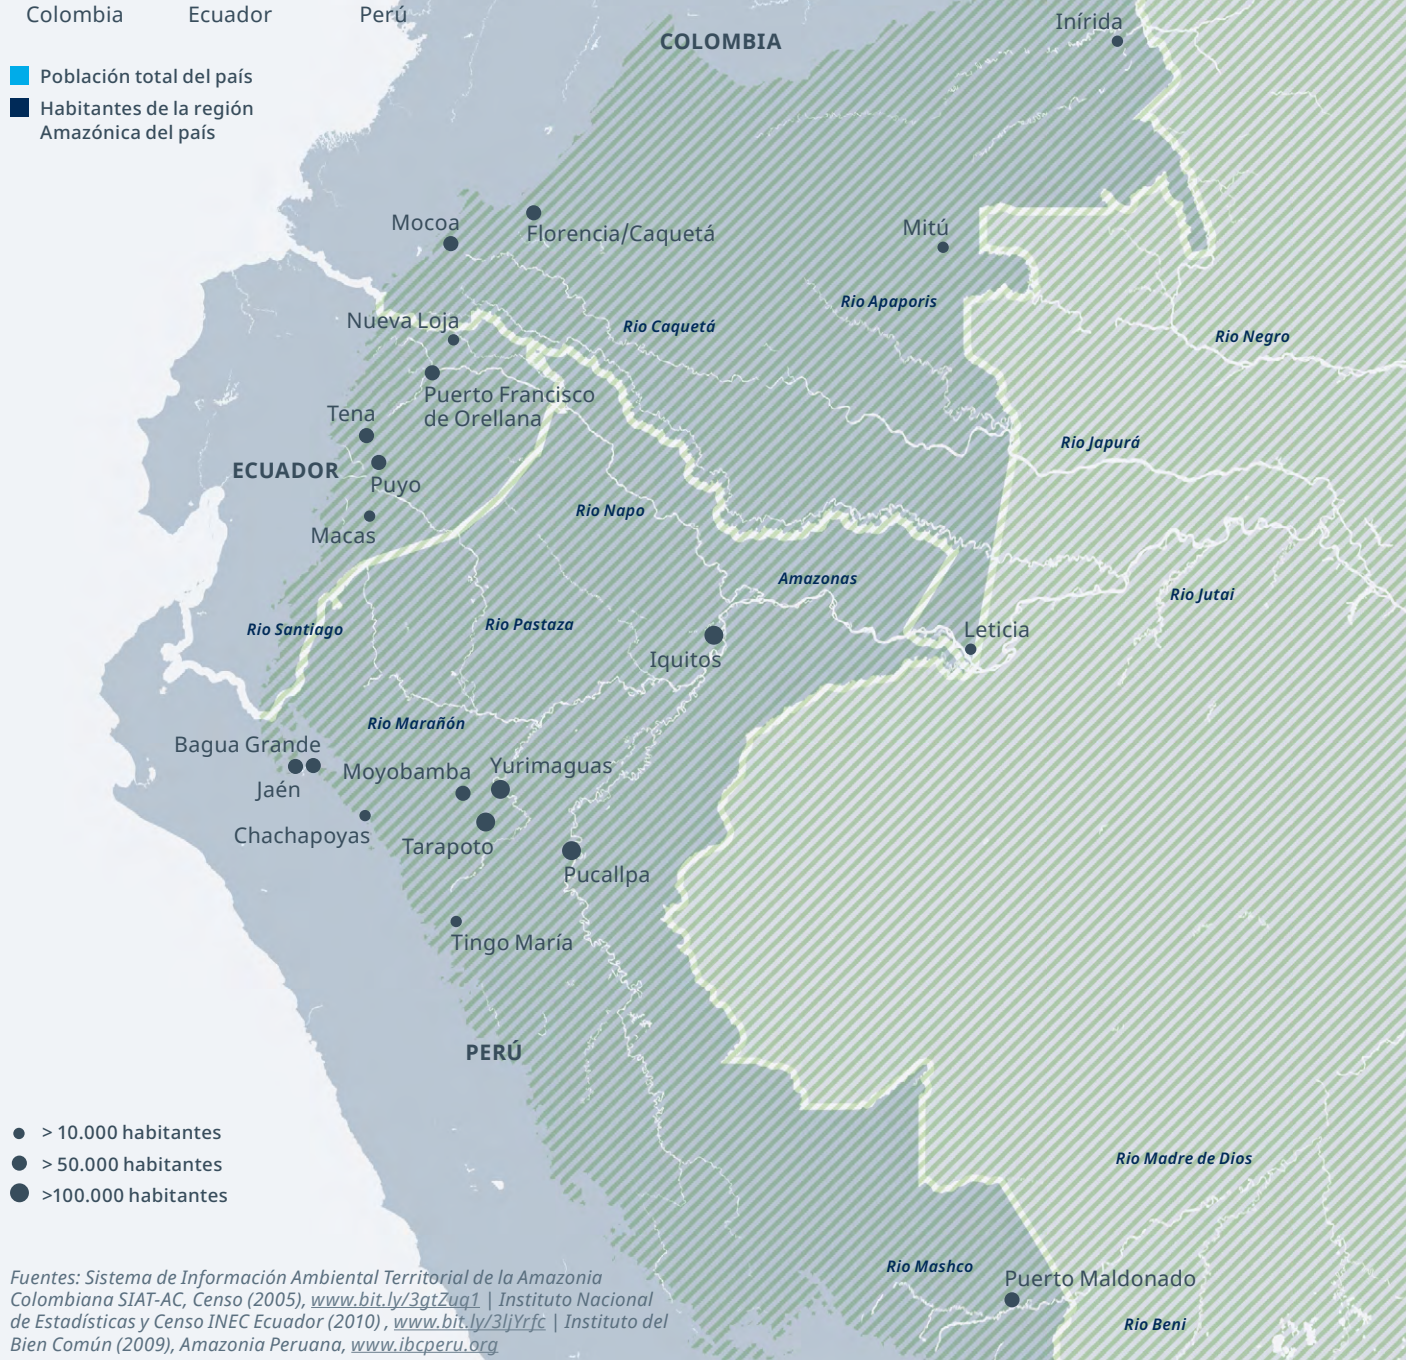 Colombia
Ecuador
Perú
Población total del país
Habitantes de la región
Amazónica del país
COLOMBIA
Inírida
Mocoa
Florencia/Caquetá
Mitú
Rio Apaporis
Nueva Loja
Rio Caquetá
Rio Negro
Puerto Francisco
de Orellana
Tena
Rio Japurá
ECUADOR
Puyo
Rio Napo
Macas
Amazonas
Rio Jutai
Rio Santiago
Rio Pastaza
Leticia
Iquitos
Rio Marañón
Bagua Grande
Jaén
Moyobamba
Yurimaguas
Chachapoyas
Tarapoto
Pucallpa
Tingo María
PERÚ
> 10.000 habitantes
> 50.000 habitantes
>100.000 habitantes
Rio Madre de Dios
Rio Mashco
Puerto Maldonado
Rio Beni
Fuentes: Sistema de Información Ambiental Territorial de la Amazonia
Colombiana SIAT-AC, Censo (2005), www.bit.ly/3gtZuq1 | Instituto Nacional
de Estadísticas y Censo INEC Ecuador (2010) , www.bit.ly/3ljYrfc | Instituto del
Bien Común (2009), Amazonia Peruana, www.ibcperu.org